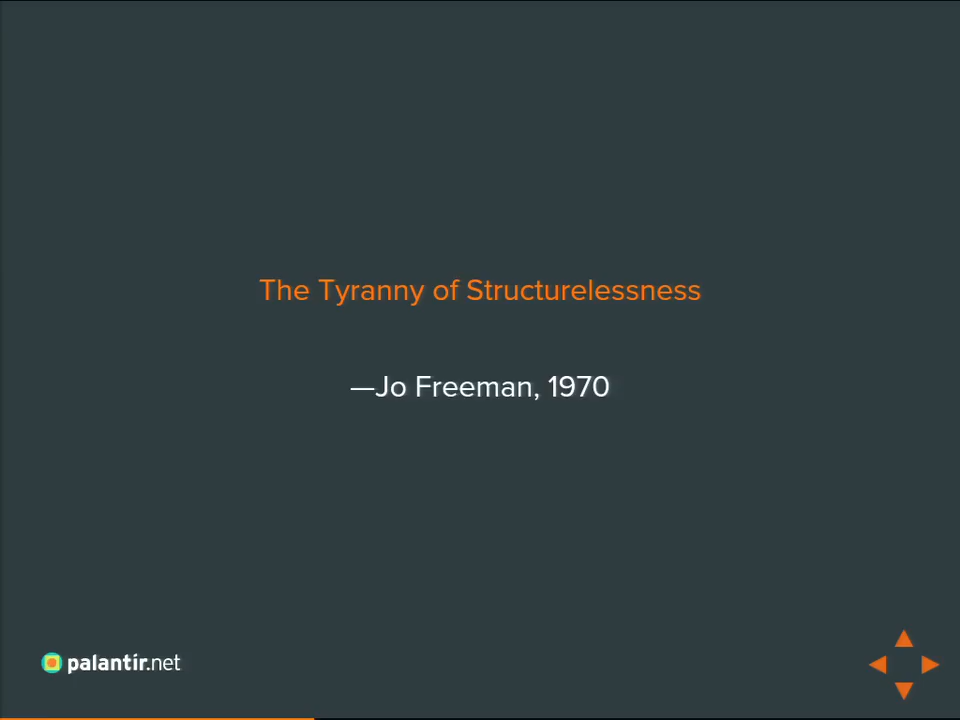 The Tyranny of Structurelessness
—Jo Freeman, 1970
palantir.net